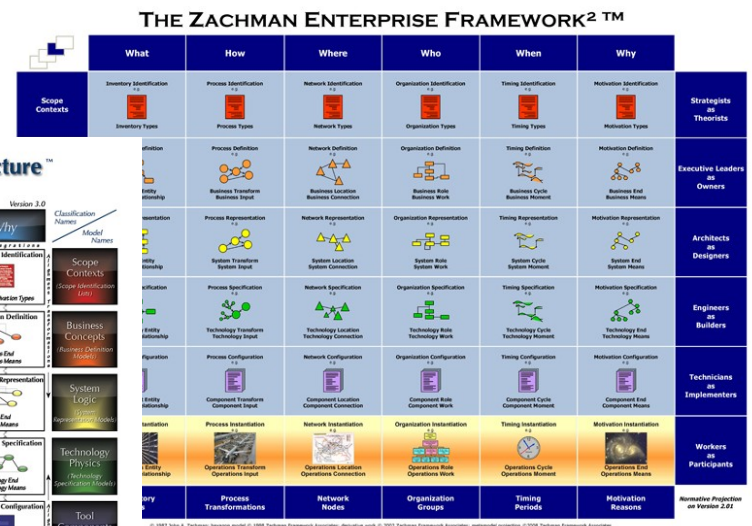 THE ZACHMAN ENTERPRISE FRAMEWORK² ™
What How Where Who When Why
Scope Contexts
Inventory Identification
e.g.
Inventory Types
Process Identification
e.g.
Process Types
Network Identification
e.g.
Network Types
Organization Identification
e.g.
Organization Types
Timing Identification
e.g.
Timing Types
Motivation Identification
e.g.
Motivation Types
Strategists
as
Theorists
Process Definition
e.g.
Business Transform
Business Input
Network Definition
e.g.
Business Location
Business Connection
Organization Definition
e.g.
Business Role
Business Work
Timing Definition
e.g.
Business Cycle
Business Moment
Motivation Definition
e.g.
Business End
Business Means
Executive Leaders
as
Owners
Process Representation
e.g.
System Transform
System Input
Network Representation
e.g.
System Location
System Connection
Organization Representation
e.g.
System Role
System Work
Timing Representation
e.g.
System Cycle
System Moment
Motivation Representation
e.g.
System End
System Means
Architects
as
Designers
Process Specification
e.g.
Technology Transform
Technology Input
Network Specification
e.g.
Technology Location
Technology Connection
Organization Specification
e.g.
Technology Role
Technology Work
Timing Specification
e.g.
Technology Cycle
Technology Moment
Motivation Specification
e.g.
Technology End
Technology Means
Engineers
as
Builders
Process Configuration
e.g.
Component Transform
Component Input
Network Configuration
e.g.
Component Location
Component Connection
Organization Configuration
e.g.
Component Role
Component Work
Timing Configuration
e.g.
Component Cycle
Component Moment
Motivation Configuration
e.g.
Component End
Component Means
Technicians
as
Implementers
Process Instantiation
e.g.
Operations Transform
Operations Input
Network Instantiation
e.g.
Operations Location
Operations Connection
Organization Instantiation
e.g.
Operations Role
Operations Work
Timing Instantiation
e.g.
Operations Cycle
Operations Moment
Motivation Instantiation
e.g.
Operations End
Operations Means
Workers
as
Participants
Process
Transformations
Network
Nodes
Organization
Groups
Timing
Periods
Motivation
Reasons
Normative Projection
on Version 2.01
cture ™
Version 3.0
Why
Classification
Names
Model
Names
Identification
Scope
Contexts
(Scope Identification
Lists)
Definition
Business
Concepts
(Business Definition
Models)
Representation
System
Logic
(System
Representation Models)
Specification
Technology
Physics
(Technology
Specification Models)
Configuration
Tool